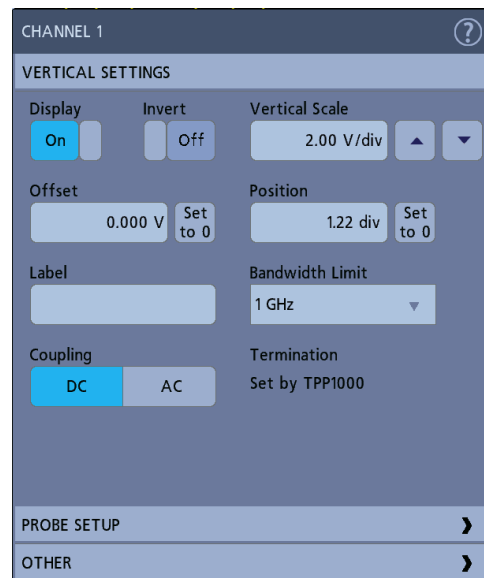 CHANNEL 1
?
VERTICAL SETTINGS
Display Invert Vertical Scale
On Off 2.00 V/div
Offset Position
0.000 V Set to 0 1.22 div Set to 0
Label Bandwidth Limit
1 GHz
Coupling Termination
DC AC Set by TPP1000
PROBE SETUP
OTHER